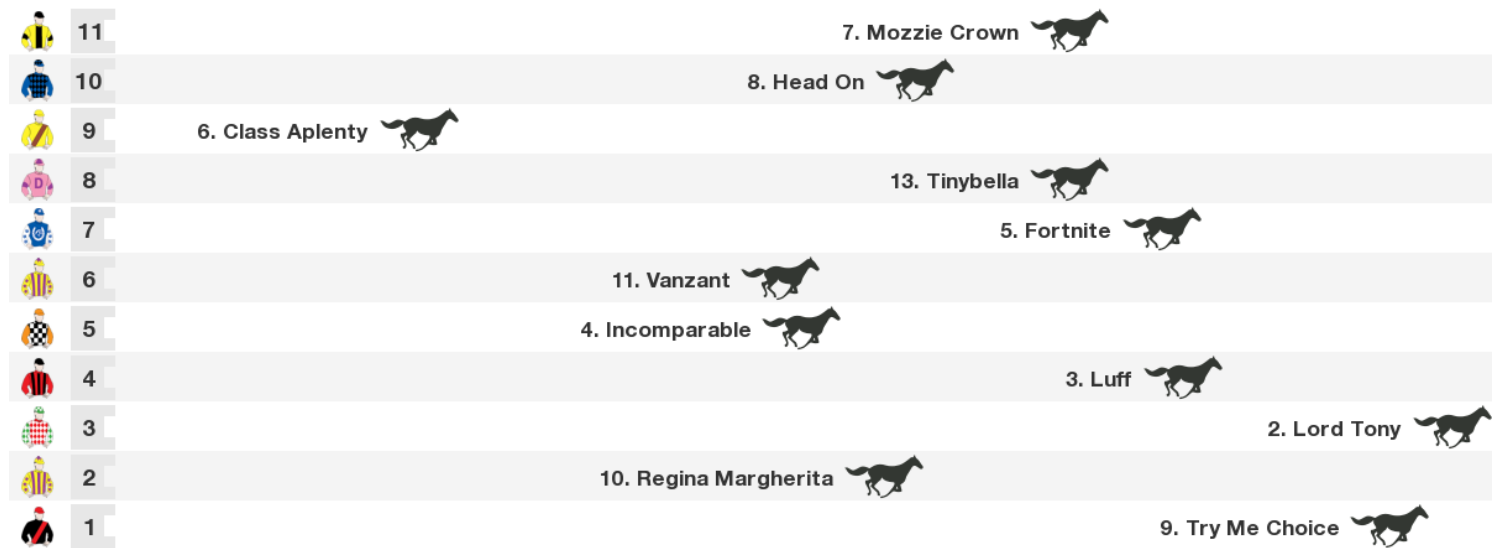 11 7. Mozzie Crown
10 8. Head On
9 6. Class Aplenty
8 13. Tinybella
D
7 5. Fortnite
6 11. Vanzant
5 4. Incomparable
4 3. Luff
3 2. Lord Tony
2 10. Regina Margherita
1 9. Try Me Choice